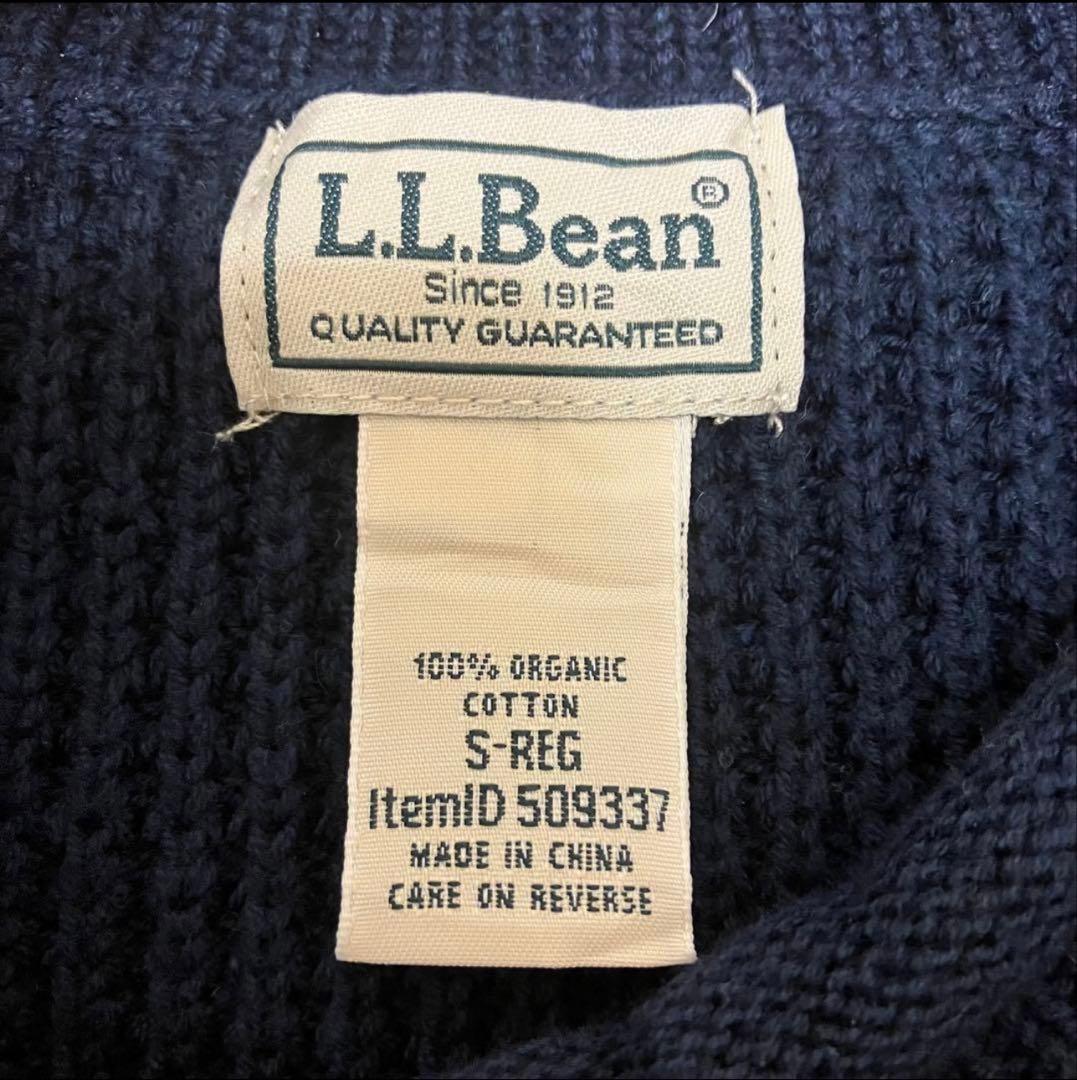 L.L.Bean®
Since 1912
QUALITY GUARANTEED
100% ORGANIC
COTTON
S-REG
ItemID 509337
MADE IN CHINA
CARE ON REVERSE